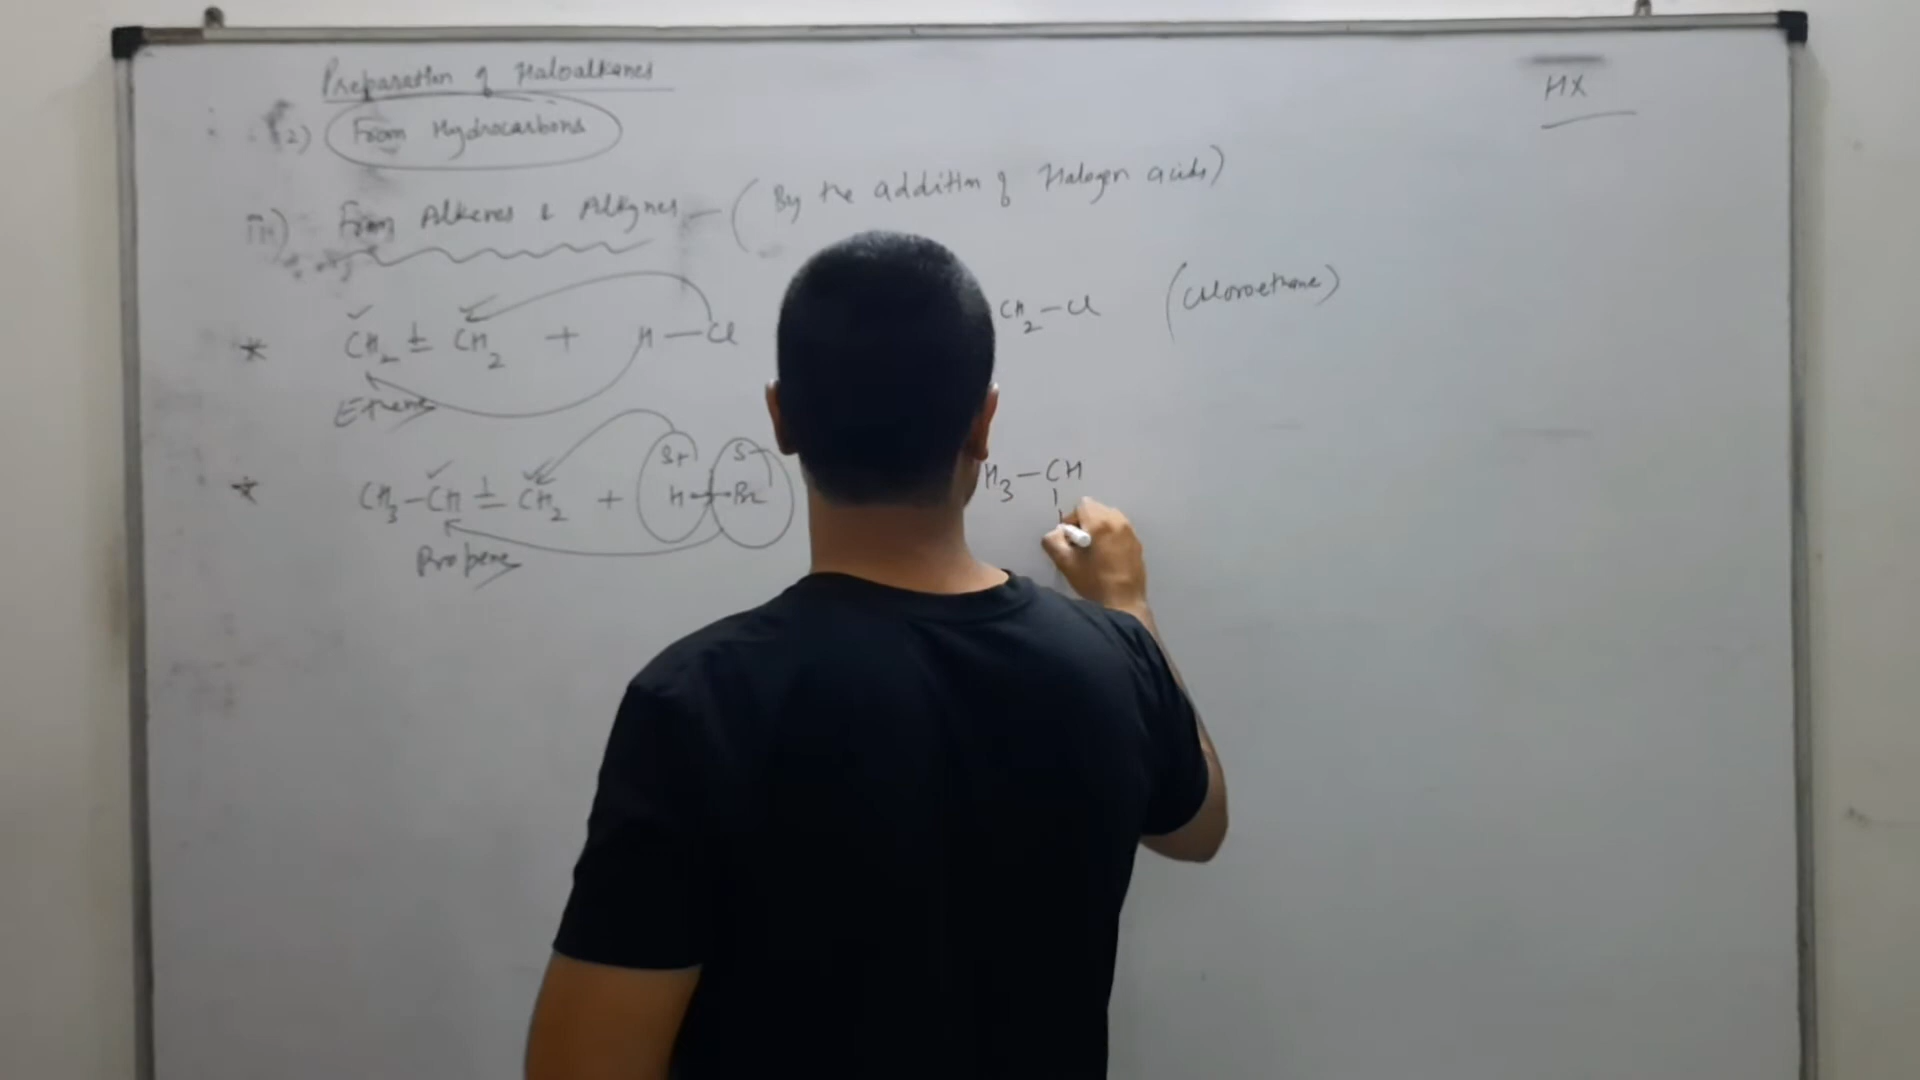 Preparation of Haloalkanes
HX
2) From Hydrocarbons
iii) From Alkenes & Alkynes — (By the addition of Halogen acids)
* CH2 = CH2 + H — Cl CH2 — Cl (Chloroethane)
Ethene
* CH3 — CH = CH2 + H — Br H3 — CH
Propene